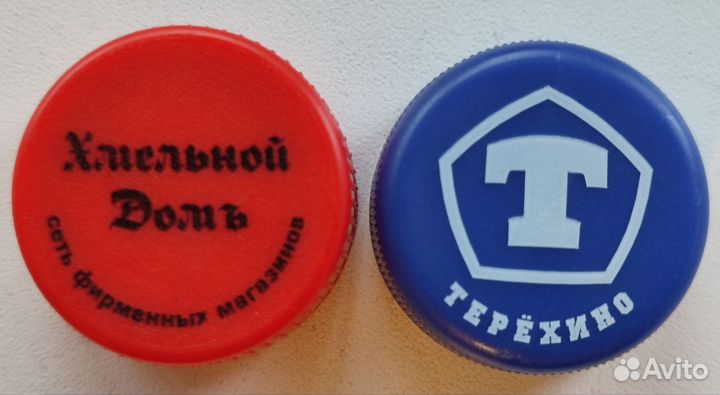 Хмельной
Домъ
сеть фирменных магазинов
Т
ТЕРЁХИНО
Avito